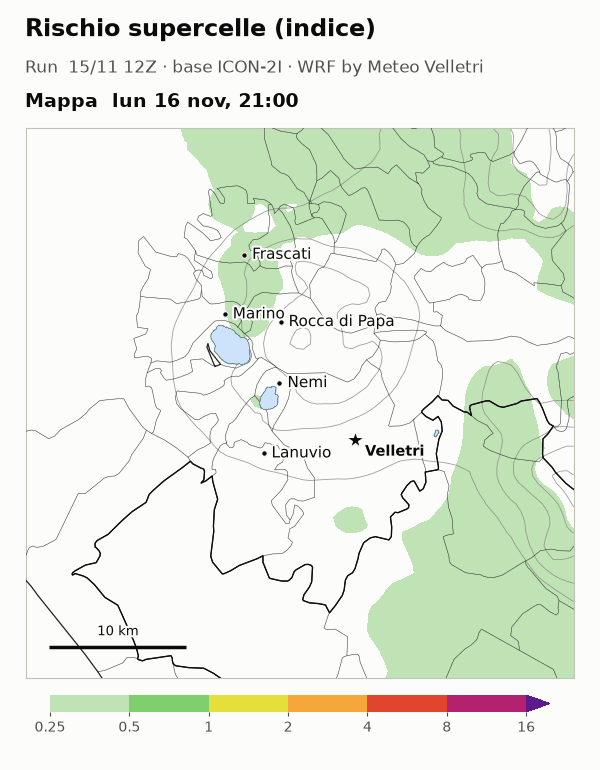 Rischio supercelle (indice)
Run  15/11 12Z · base ICON-2I · WRF by Meteo Velletri
Mappa  lun 16 nov, 21:00
Frascati
Marino
Rocca di Papa
Nemi
Velletri
Lanuvio
10 km
0.25 0.5 1 2 4 8 16